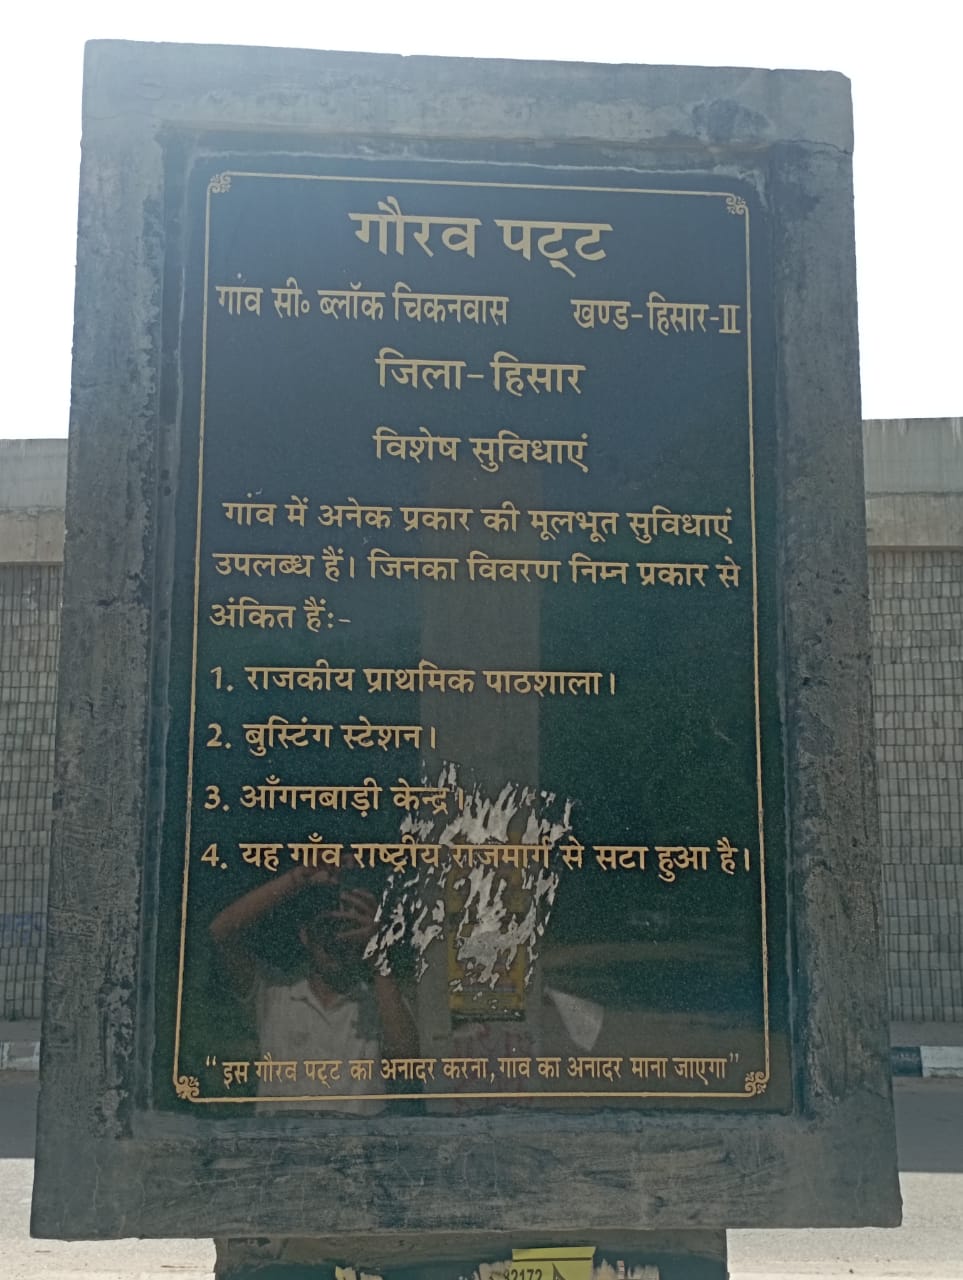 गौरव पट्ट
गांव सी० ब्लॉक चिकनवास खण्ड-हिसार-II
जिला-हिसार
विशेष सुविधाएं
गांव में अनेक प्रकार की मूलभूत सुविधाएं
उपलब्ध हैं। जिनका विवरण निम्न प्रकार से
अंकित हैं:-
1. राजकीय प्राथमिक पाठशाला।
2. बुस्टिंग स्टेशन।
3. आँगनबाड़ी केन्द्र।
4. यह गाँव राष्ट्रीय राजमार्ग से सटा हुआ है।
“इस गौरव पट्ट का अनादर करना, गांव का अनादर माना जाएगा”